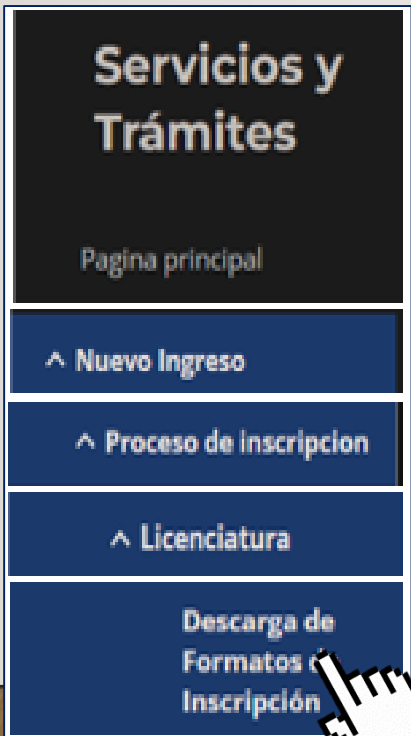 Servicios y
Trámites
Pagina principal
^ Nuevo Ingreso
^ Proceso de inscripcion
^ Licenciatura
Descarga de
Formatos
Inscripción